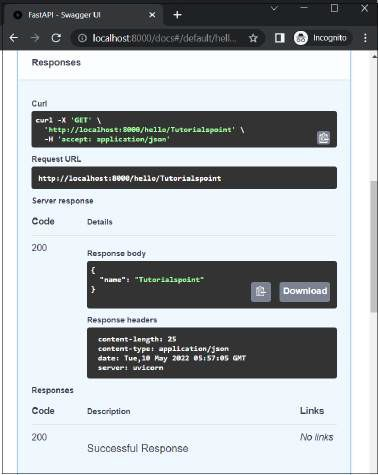 FastAPI - Swagger UI
localhost:8000/docs#/default/hell...
Incognito
Responses
Curl
curl -X 'GET' \
'http://localhost:8000/hello/Tutorialspoint' \
-H 'accept: application/json'
Request URL
http://localhost:8000/hello/Tutorialspoint
Server response
Code Details
200
Response body
{
"name": "Tutorialspoint"
}
Download
Response headers
content-length: 25
content-type: application/json
date: Tue,10 May 2022 05:57:05 GMT
server: uvicorn
Responses
Code Description Links
200 Successful Response No links